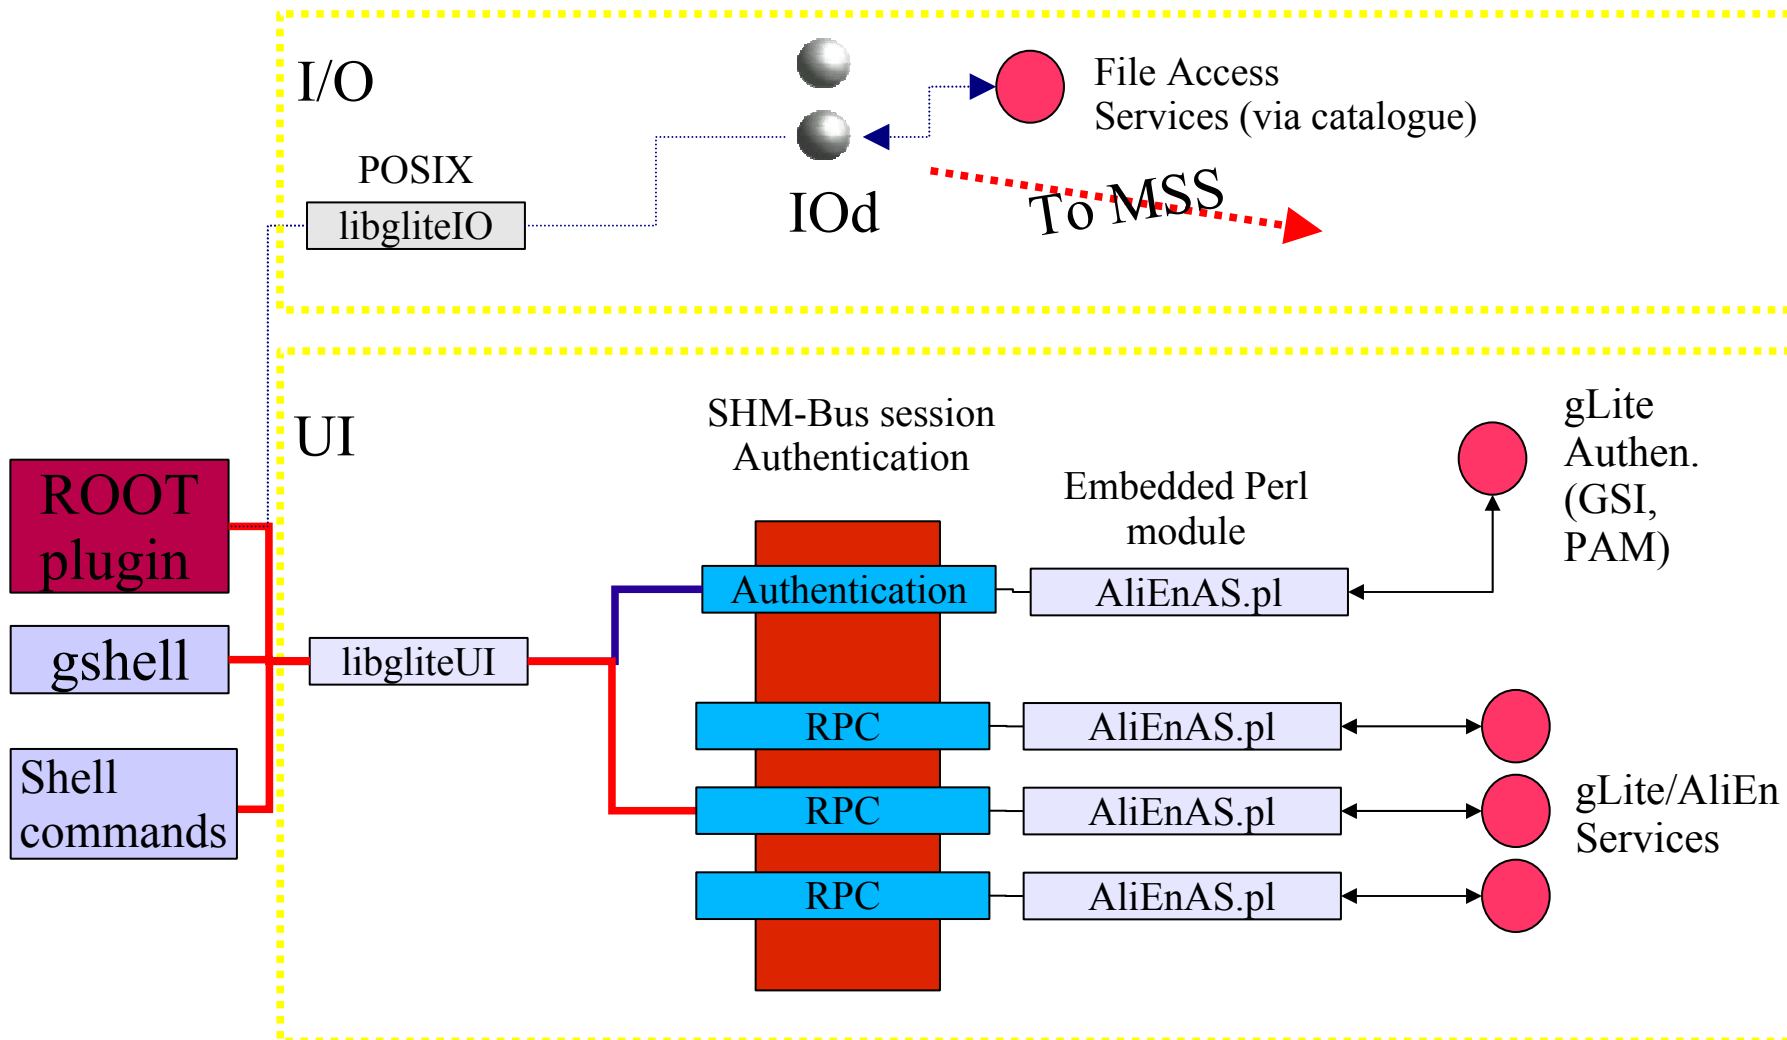 I/O
File Access
Services (via catalogue)
POSIX
libgliteIO
IOd
To MSS
UI
SHM-Bus session
Authentication
gLite
Authen.
(GSI,
PAM)
Embedded Perl
module
ROOT
plugin
Authentication
AliEnAS.pl
gshell
libgliteUI
RPC
AliEnAS.pl
Shell
commands
RPC
AliEnAS.pl
gLite/AliEn
Services
RPC
AliEnAS.pl